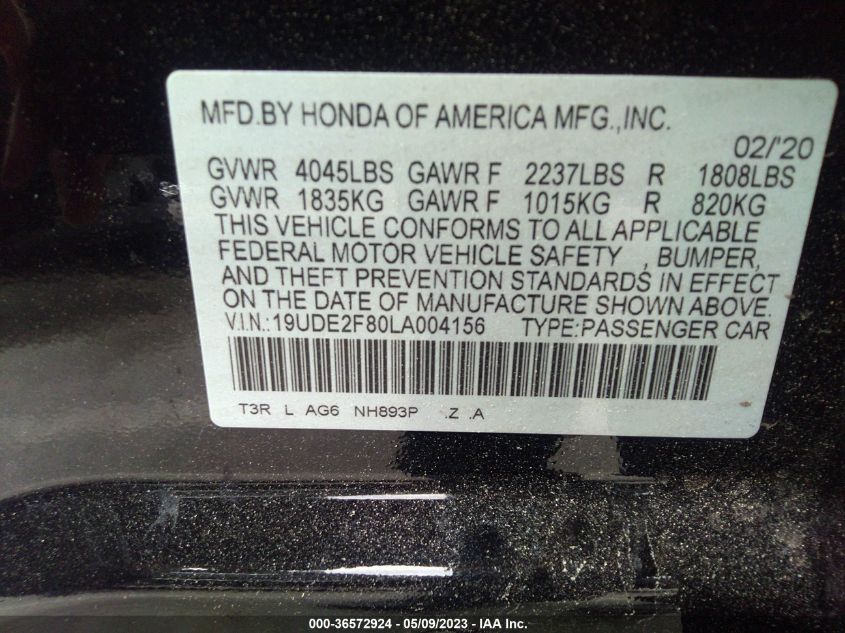 MFD.BY HONDA OF AMERICA MFG.,INC.
02/'20
GVWR 4045LBS GAWR F 2237LBS R 1808LBS
GVWR 1835KG GAWR F 1015KG R 820KG
THIS VEHICLE CONFORMS TO ALL APPLICABLE
FEDERAL MOTOR VEHICLE SAFETY , BUMPER,
AND THEFT PREVENTION STANDARDS IN EFFECT
ON THE DATE OF MANUFACTURE SHOWN ABOVE.
V.I.N.:19UDE2F80LA004156 TYPE:PASSENGER CAR
T3R L AG6 NH893P .Z .A
000-36572924 / 05/09/2023 - IAA Inc.